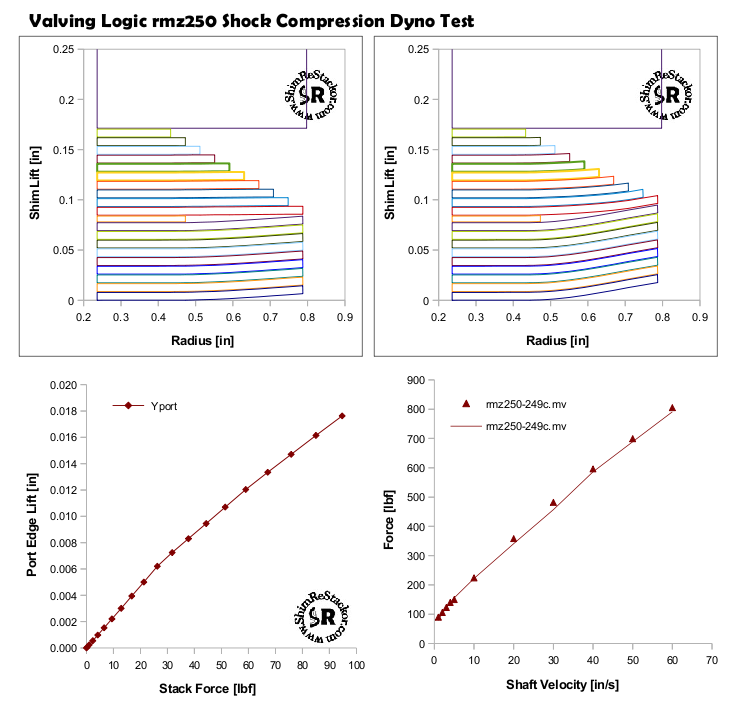 Valving Logic rmz250 Shock Compression Dyno Test
0.25
0.2
0.15
0.1
0.05
0
Shim Lift [in]
0.2 0.3 0.4 0.5 0.6 0.7 0.8 0.9
Radius [in]
www.ShimReStackor.com
SR
0.25
0.2
0.15
0.1
0.05
0
Shim Lift [in]
0.2 0.3 0.4 0.5 0.6 0.7 0.8 0.9
Radius [in]
www.ShimReStackor.com
SR
0.020
0.018
0.016
0.014
0.012
0.010
0.008
0.006
0.004
0.002
0.000
Port Edge Lift [in]
Yport
0 10 20 30 40 50 60 70 80 90 100
Stack Force [lbf]
www.ShimReStackor.com
SR
900
800
700
600
500
400
300
200
100
0
Force [lbf]
rmz250-249c.mv
rmz250-249c.mv
0 10 20 30 40 50 60 70
Shaft Velocity [in/s]